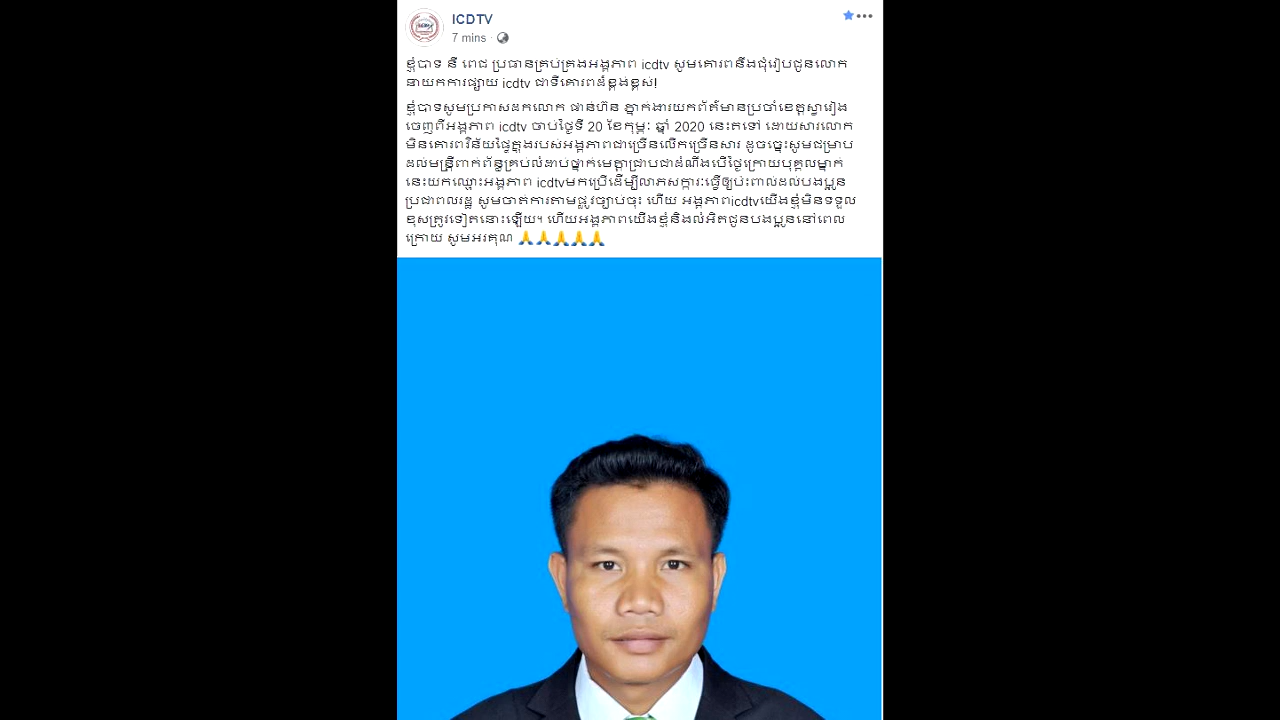 ICDTV
7 mins ·
ខ្ញុំបាទ នី ពេជ ប្រធានគ្រប់គ្រងអង្គភាព icdtv សូមគោរពនឹងជុំរៀបជូនលោក
នាយកការផ្សាយ icdtv ជាទីគោរពដ៏ខ្ពង់ខ្ពស់!
ខ្ញុំបាទសូមប្រកាសដកលោក ផាន់ហ៊ន ភ្នាក់ងារយកព័ត៌មានប្រចាំខេត្តស្វារៀង
ចេញពីអង្គភាព icdtv ចាប់ថ្ងៃទី 20 ខែកុម្ភៈ ឆ្នាំ 2020 នេះតទៅ ដោយសារលោក
មិនគោរពវិន័យផ្ទៃក្នុងរបស់អង្គភាពជាច្រើនលើកច្រើនសារ ដូចច្នេះសូមជម្រាប
ដល់មន្ត្រីពាក់ព័ន្ធគ្រប់លំដាប់ថ្នាក់មេត្តាជ្រាបជាដំណឹងបើថ្ងៃក្រោយបុគ្គលម្នាក់
នេះយកឈ្មោះអង្គភាព icdtvមកប្រើដើម្បីលាភសក្ការៈធ្វើឲ្យប៉ះពាល់ដល់បងប្អូន
ប្រជាពលរដ្ឋ សូមចាត់ការតាមផ្លូវច្បាប់ចុះ ហើយ អង្គភាពicdtvយើងខ្ញុំមិនទទួល
ខុសត្រូវទៀតនោះឡើយ។ ហើយអង្គភាពយើងខ្ញុំនិងលំអិតជូនបងប្អូននៅពេល
ក្រោយ សូមអរគុណ 🙏🙏🙏🙏🙏